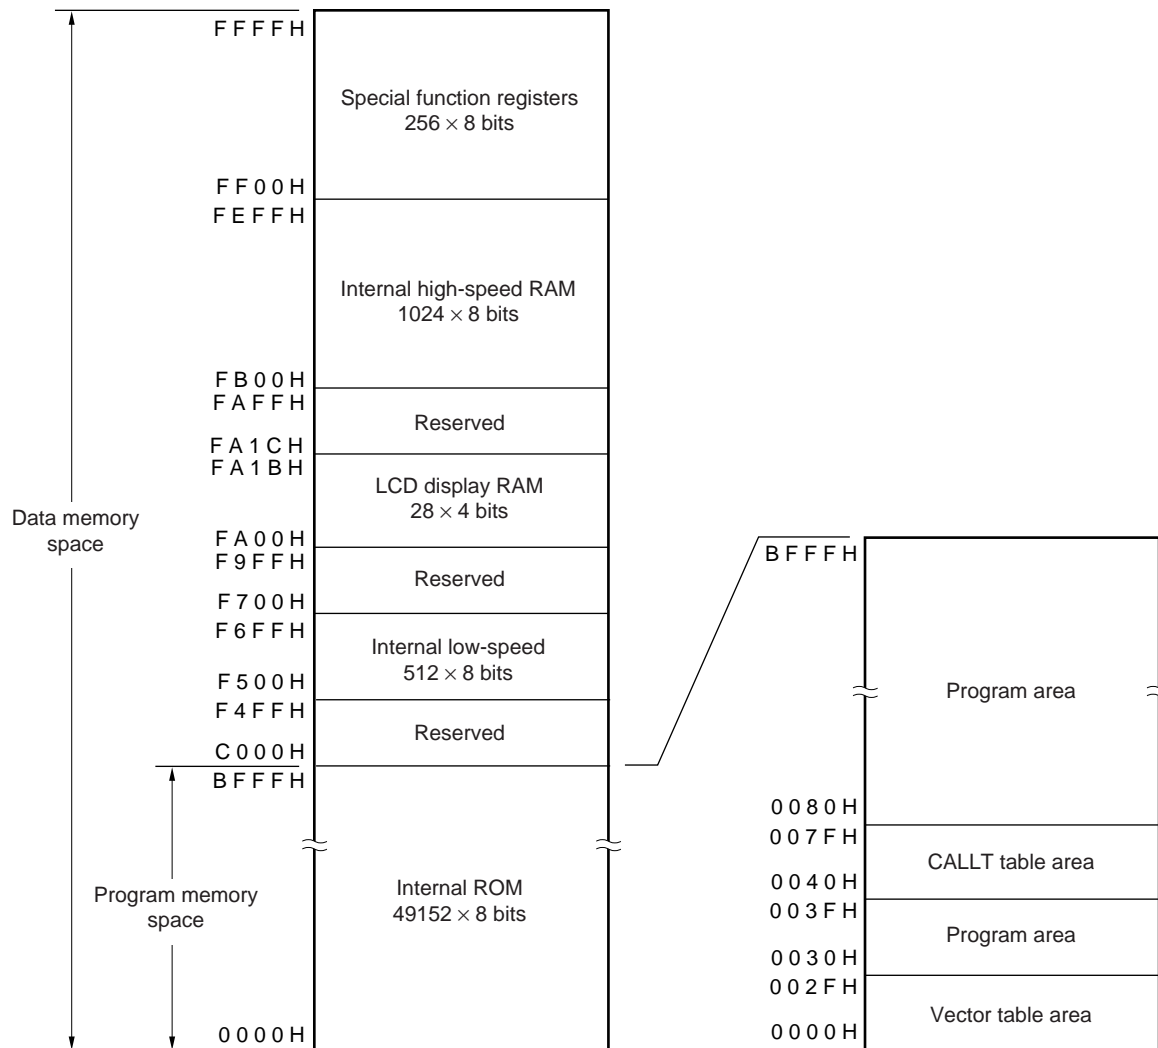 FFFFH
Special function registers
256 × 8 bits
FF00H
FEFFH
Internal high-speed RAM
1024 × 8 bits
FB00H
FAFFH
Reserved
FA1CH
FA1BH
LCD display RAM
28 × 4 bits
Data memory
space
FA00H
F9FFH
Reserved
F700H
F6FFH
Internal low-speed
512 × 8 bits
F500H
F4FFH
Reserved
C000H
BFFFH
Program memory
space
Internal ROM
49152 × 8 bits
0000H
BFFFH
Program area
0080H
007FH
CALLT table area
0040H
003FH
Program area
0030H
002FH
Vector table area
0000H